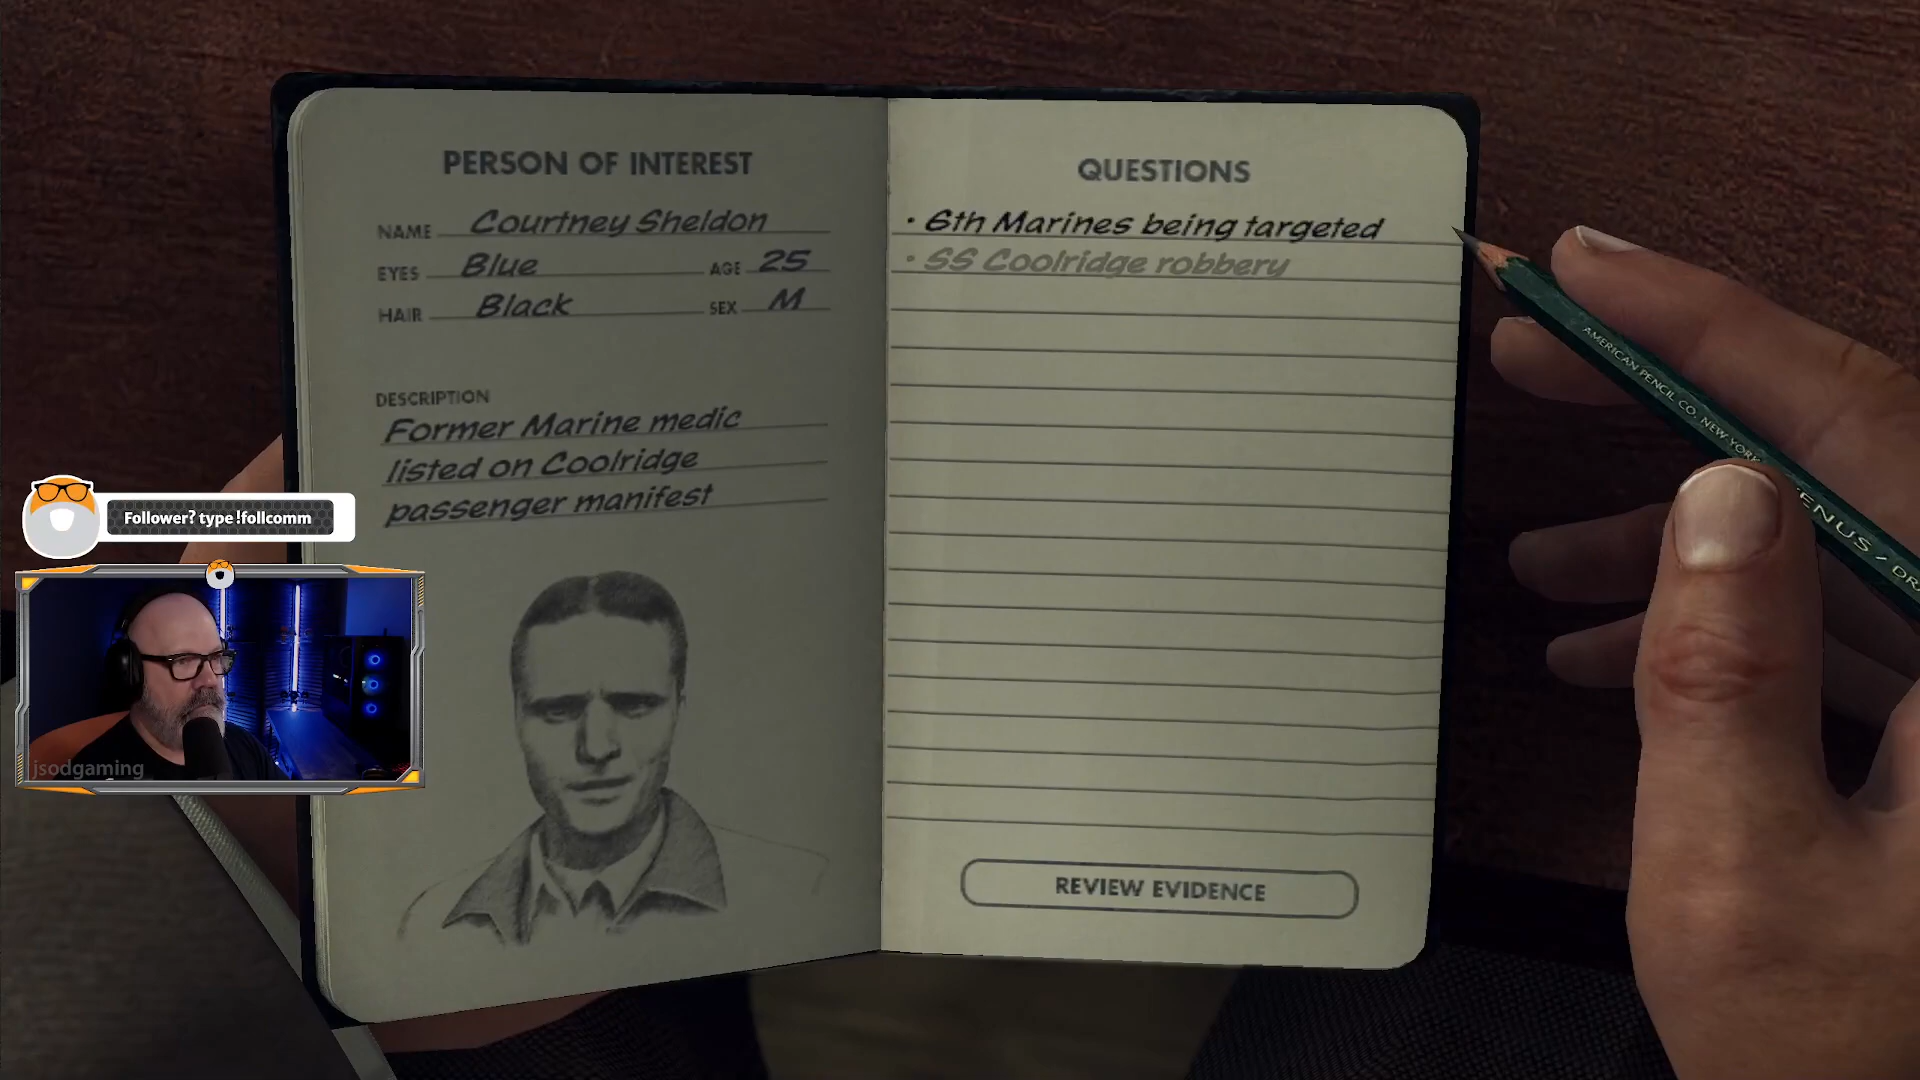 PERSON OF INTEREST
NAME Courtney Sheldon
EYES Blue AGE 25
HAIR Black SEX M
DESCRIPTION
Former Marine medic
listed on Coolridge
passenger manifest
QUESTIONS
• 6th Marines being targeted
• SS Coolridge robbery
REVIEW EVIDENCE
AMERICAN PENCIL CO. NEW YORK
ENUS / DR
Follower? type !follcomm
jsodgaming